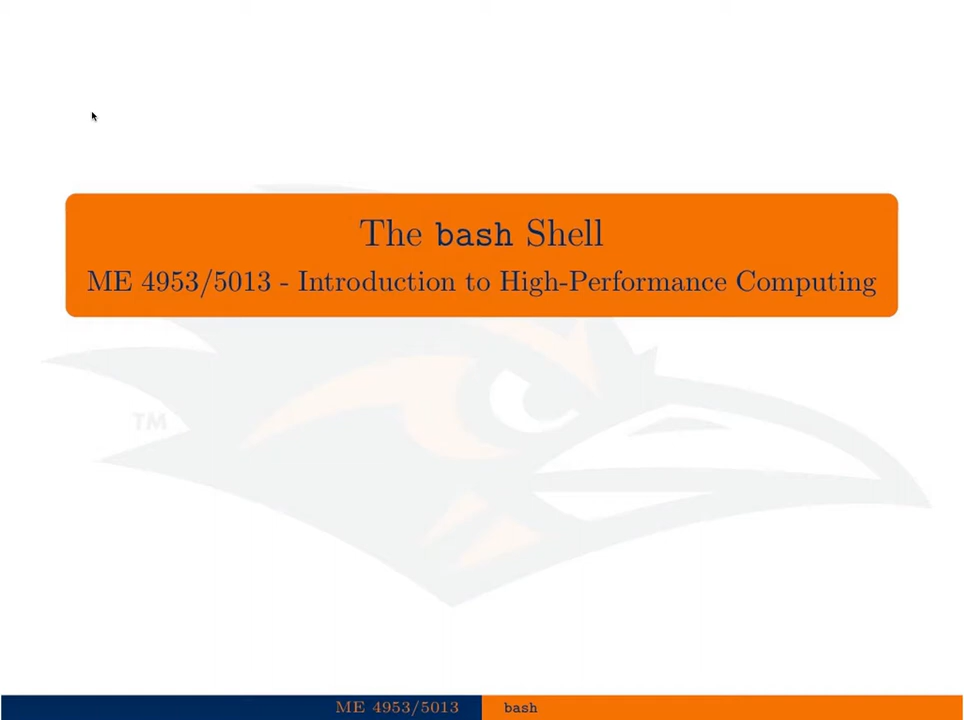 The bash Shell
ME 4953/5013 - Introduction to High-Performance Computing
TM
ME 4953/5013
bash